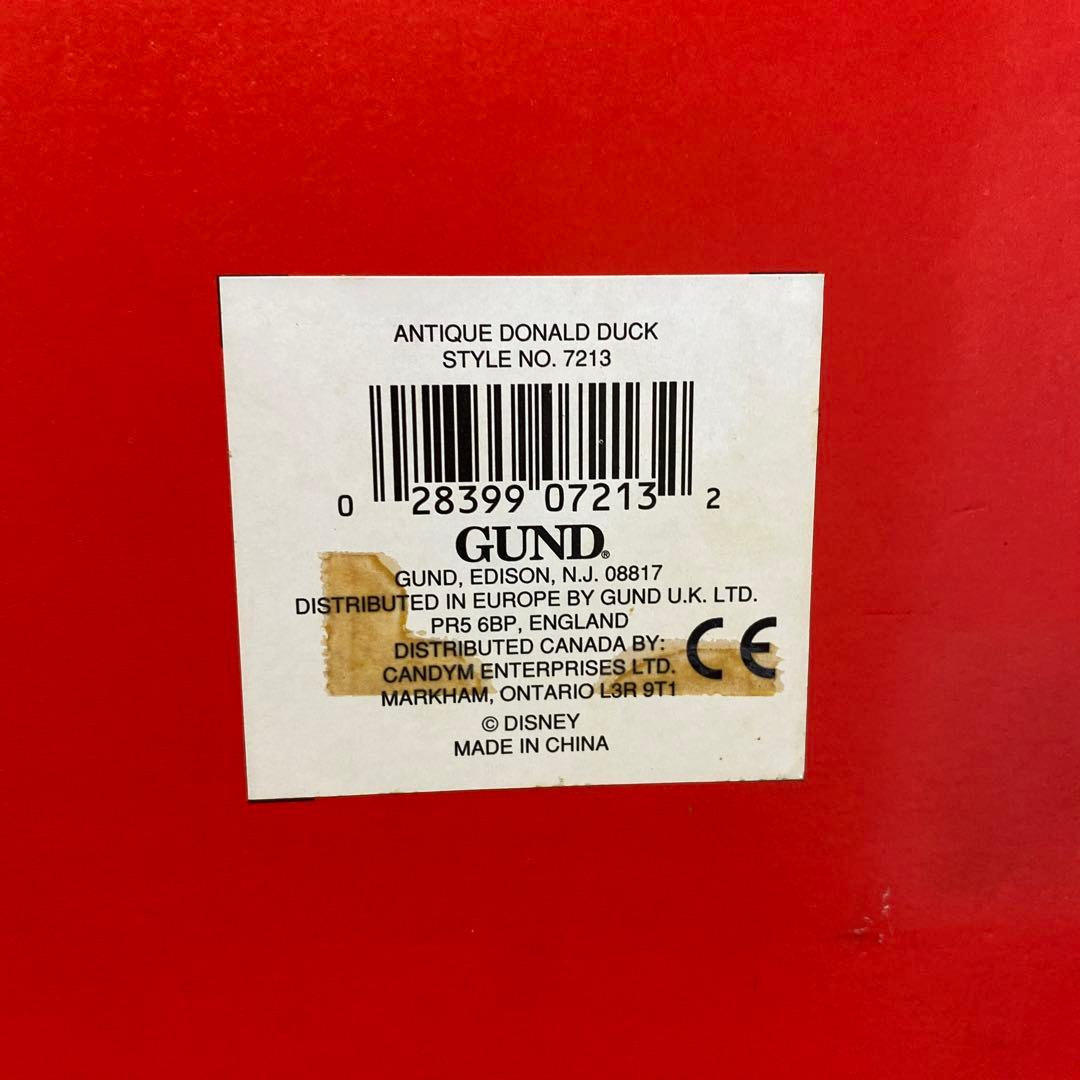 ANTIQUE DONALD DUCK
STYLE NO. 7213
0 28399 07213 2
GUND®
GUND, EDISON, N.J. 08817
DISTRIBUTED IN EUROPE BY GUND U.K. LTD.
PR5 6BP, ENGLAND
DISTRIBUTED CANADA BY:
CANDYM ENTERPRISES LTD.
MARKHAM, ONTARIO L3R 9T1
CE
© DISNEY
MADE IN CHINA